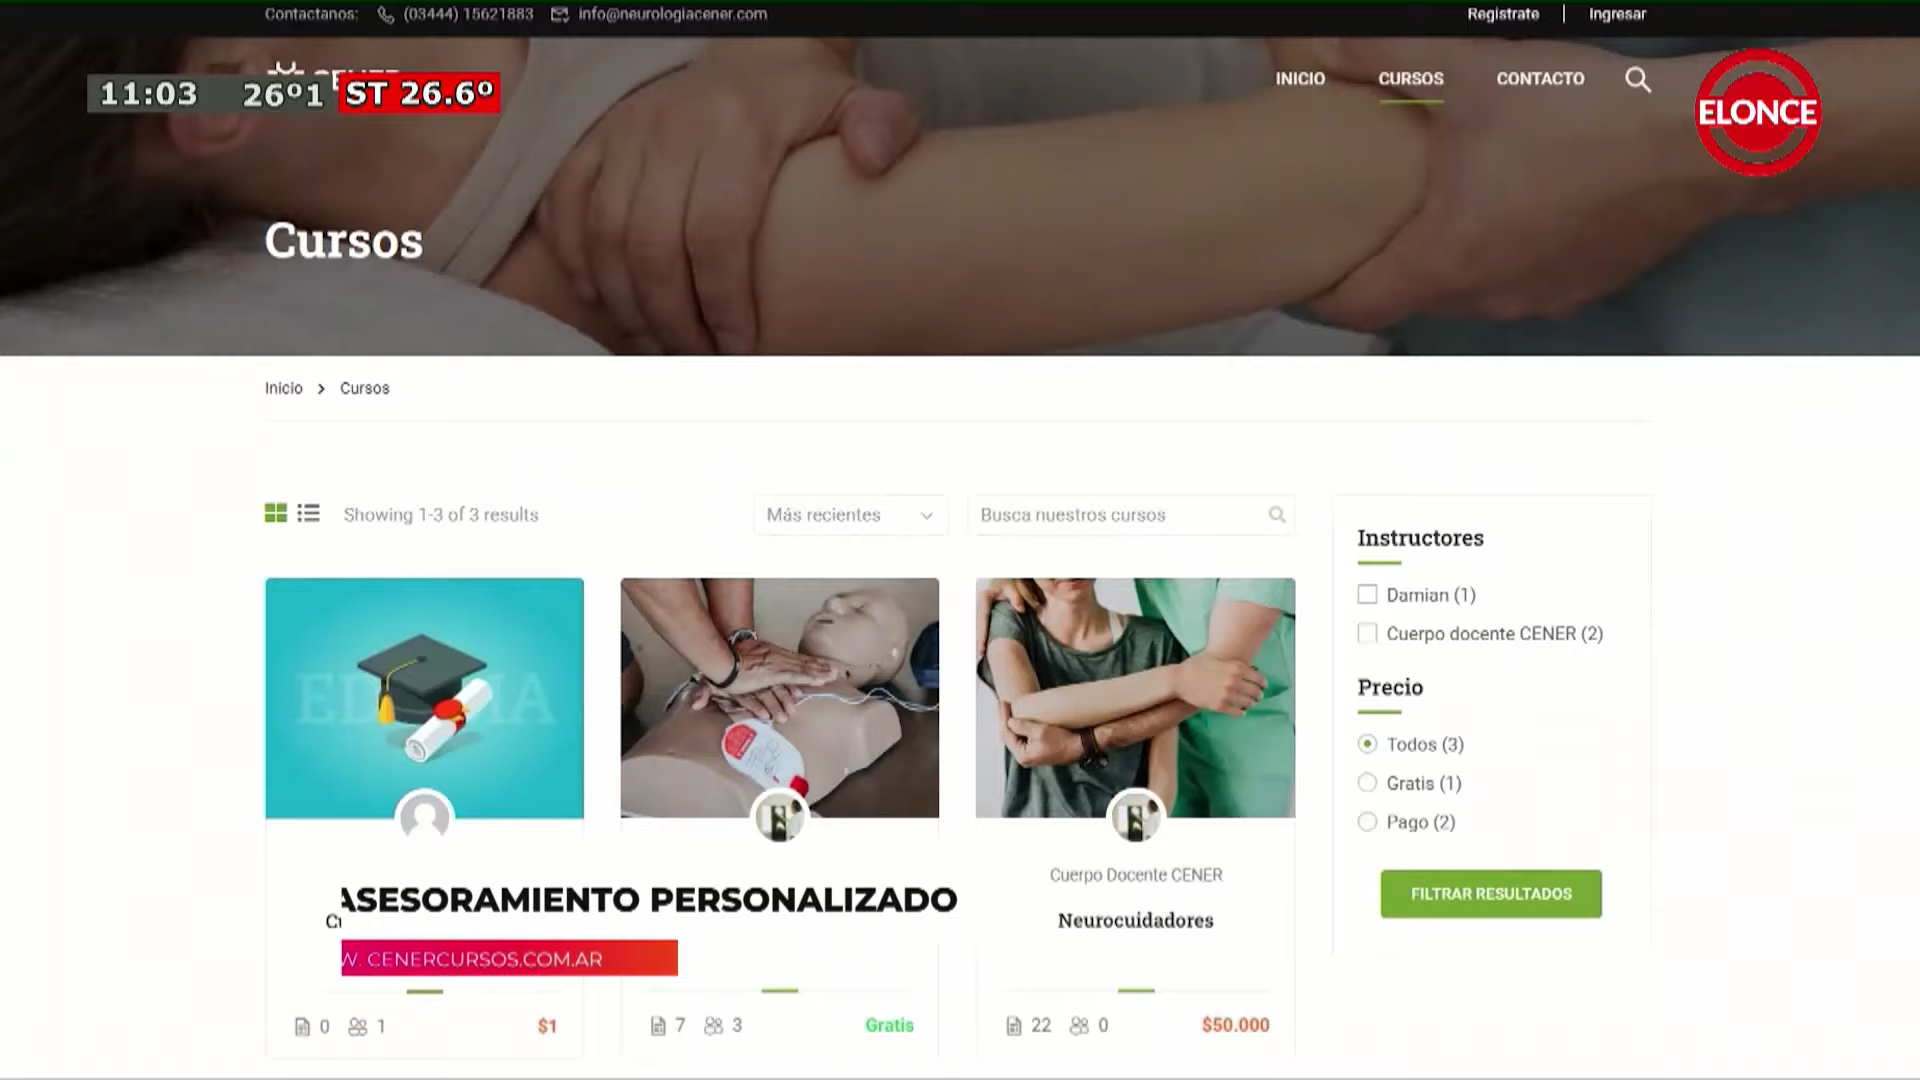 Contactanos: (03444) 15621883 info@neurologiacener.com
Registrate | Ingresar
11:03 26º1 ST 26.6º
INICIO CURSOS CONTACTO
ELONCE
Cursos
Inicio > Cursos
Showing 1-3 of 3 results
Más recientes
Busca nuestros cursos
Instructores
Damian (1)
Cuerpo docente CENER (2)
Precio
Todos (3)
Gratis (1)
Pago (2)
FILTRAR RESULTADOS
Cuerpo Docente CENER
Neurocuidadores
ASESORAMIENTO PERSONALIZADO
W. CENERCURSOS.COM.AR
0 1 $1
7 3 Gratis
22 0 $50.000